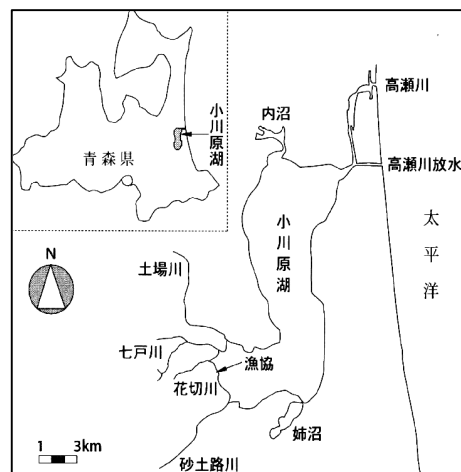 小川原湖
青森県
内沼
高瀬川
高瀬川放水
小川原湖
太平洋
N
土場川
七戸川
漁協
花切川
姉沼
砂土路川
1 3km